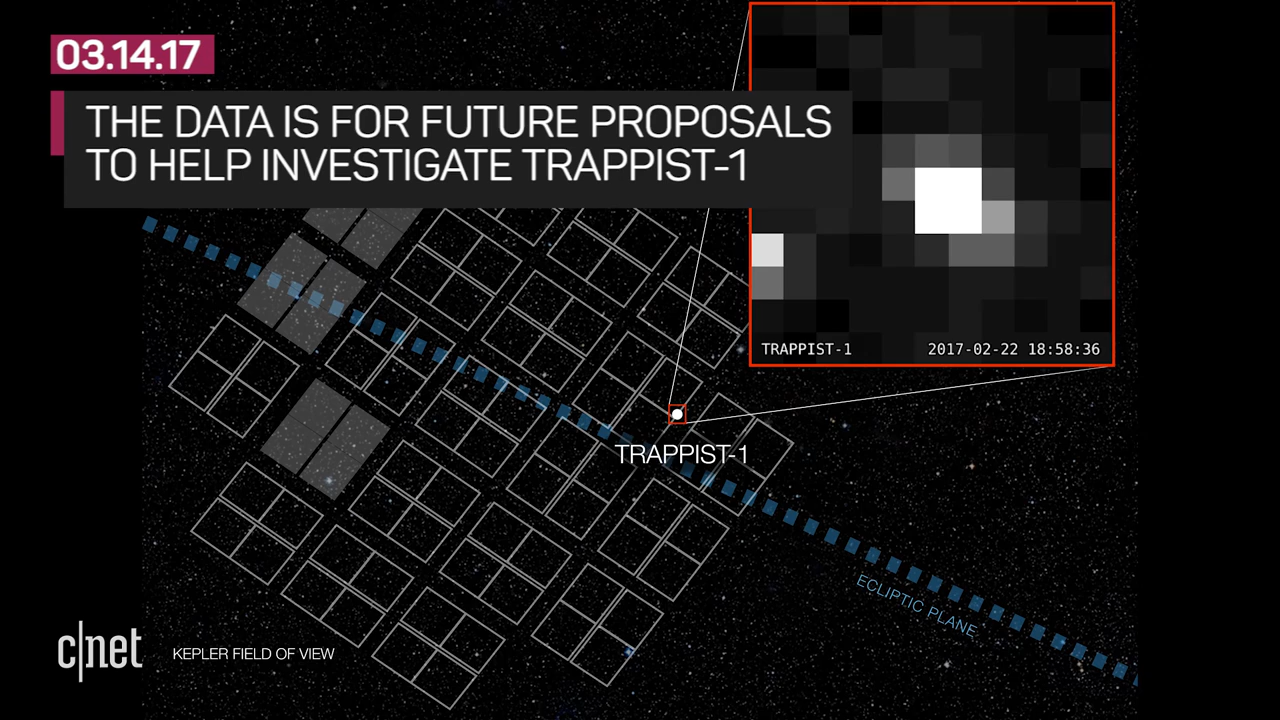 03.14.17
THE DATA IS FOR FUTURE PROPOSALS
TO HELP INVESTIGATE TRAPPIST-1
TRAPPIST-1 2017-02-22 18:58:36
TRAPPIST-1
ECLIPTIC PLANE
c|net
KEPLER FIELD OF VIEW